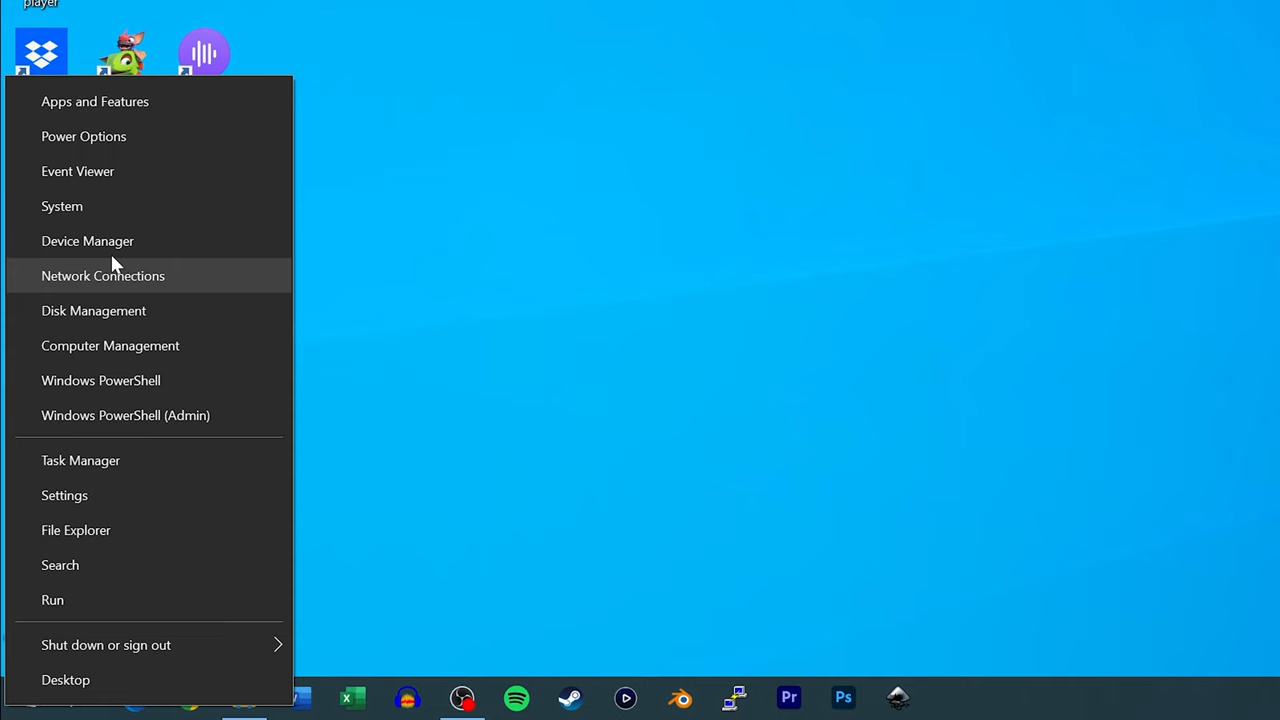 player
Apps and Features
Power Options
Event Viewer
System
Device Manager
Network Connections
Disk Management
Computer Management
Windows PowerShell
Windows PowerShell (Admin)
Task Manager
Settings
File Explorer
Search
Run
Shut down or sign out
Desktop
Pr
Ps